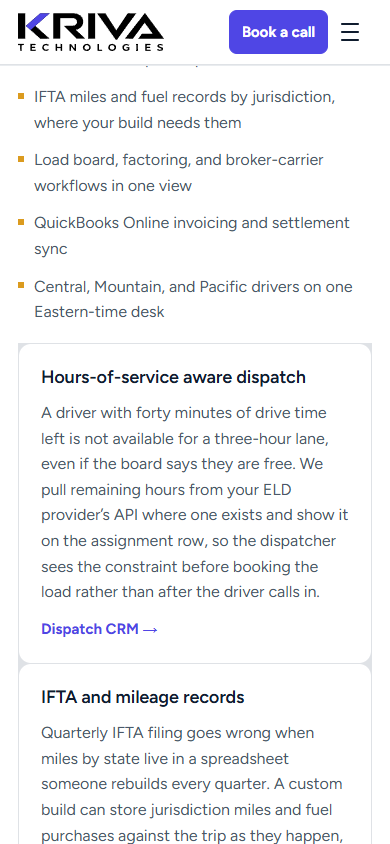 KRIVA
TECHNOLOGIES
Book a call
IFTA miles and fuel records by jurisdiction,
where your build needs them
Load board, factoring, and broker-carrier
workflows in one view
QuickBooks Online invoicing and settlement
sync
Central, Mountain, and Pacific drivers on one
Eastern-time desk
Hours-of-service aware dispatch
A driver with forty minutes of drive time
left is not available for a three-hour lane,
even if the board says they are free. We
pull remaining hours from your ELD
provider’s API where one exists and show it
on the assignment row, so the dispatcher
sees the constraint before booking the
load rather than after the driver calls in.
Dispatch CRM →
IFTA and mileage records
Quarterly IFTA filing goes wrong when
miles by state live in a spreadsheet
someone rebuilds every quarter. A custom
build can store jurisdiction miles and fuel
purchases against the trip as they happen,